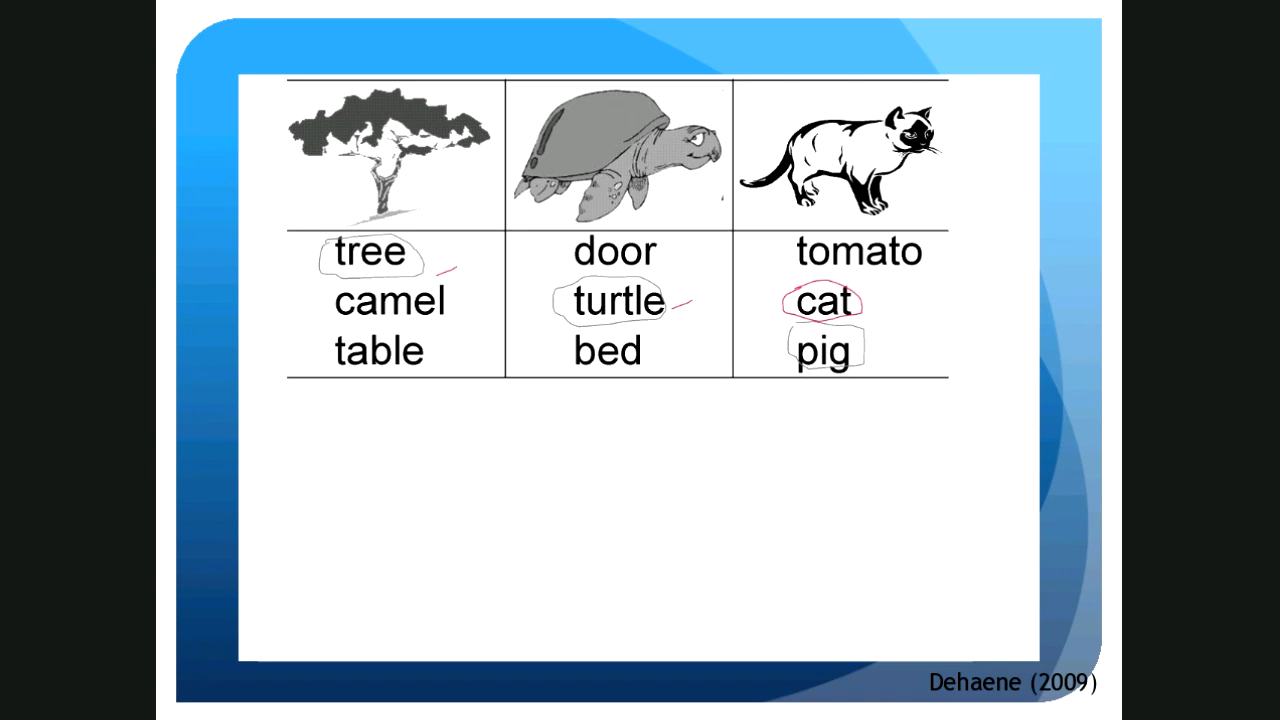 tree
camel
table
door
turtle
bed
tomato
cat
pig
Dehaene (2009)